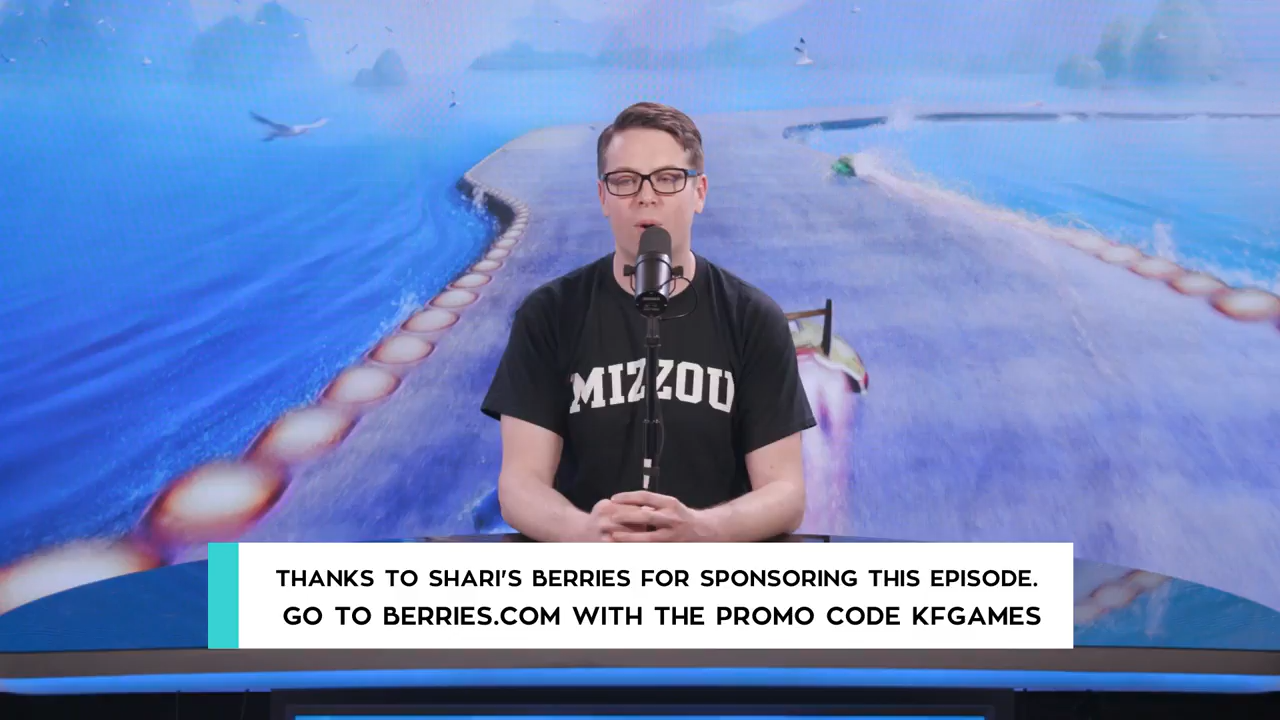 MIZZOU
THANKS TO SHARI'S BERRIES FOR SPONSORING THIS EPISODE.
GO TO BERRIES.COM WITH THE PROMO CODE KFGAMES